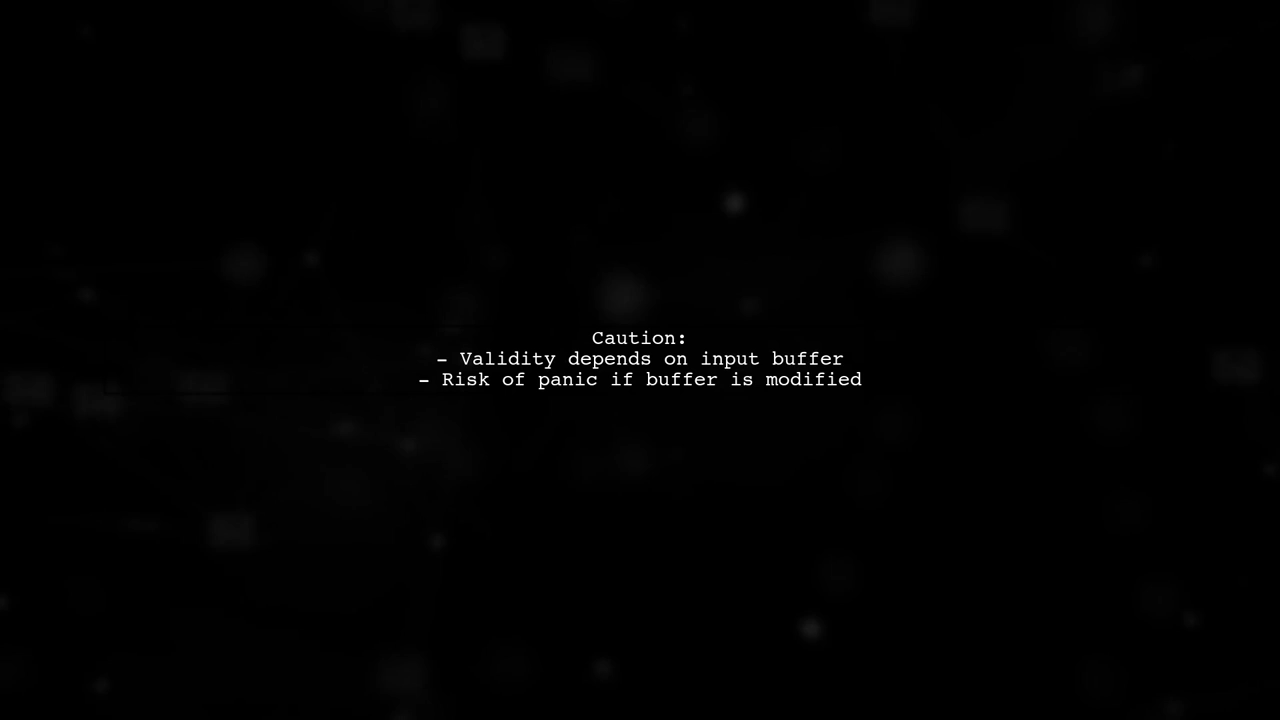 Caution:
- Validity depends on input buffer
- Risk of panic if buffer is modified